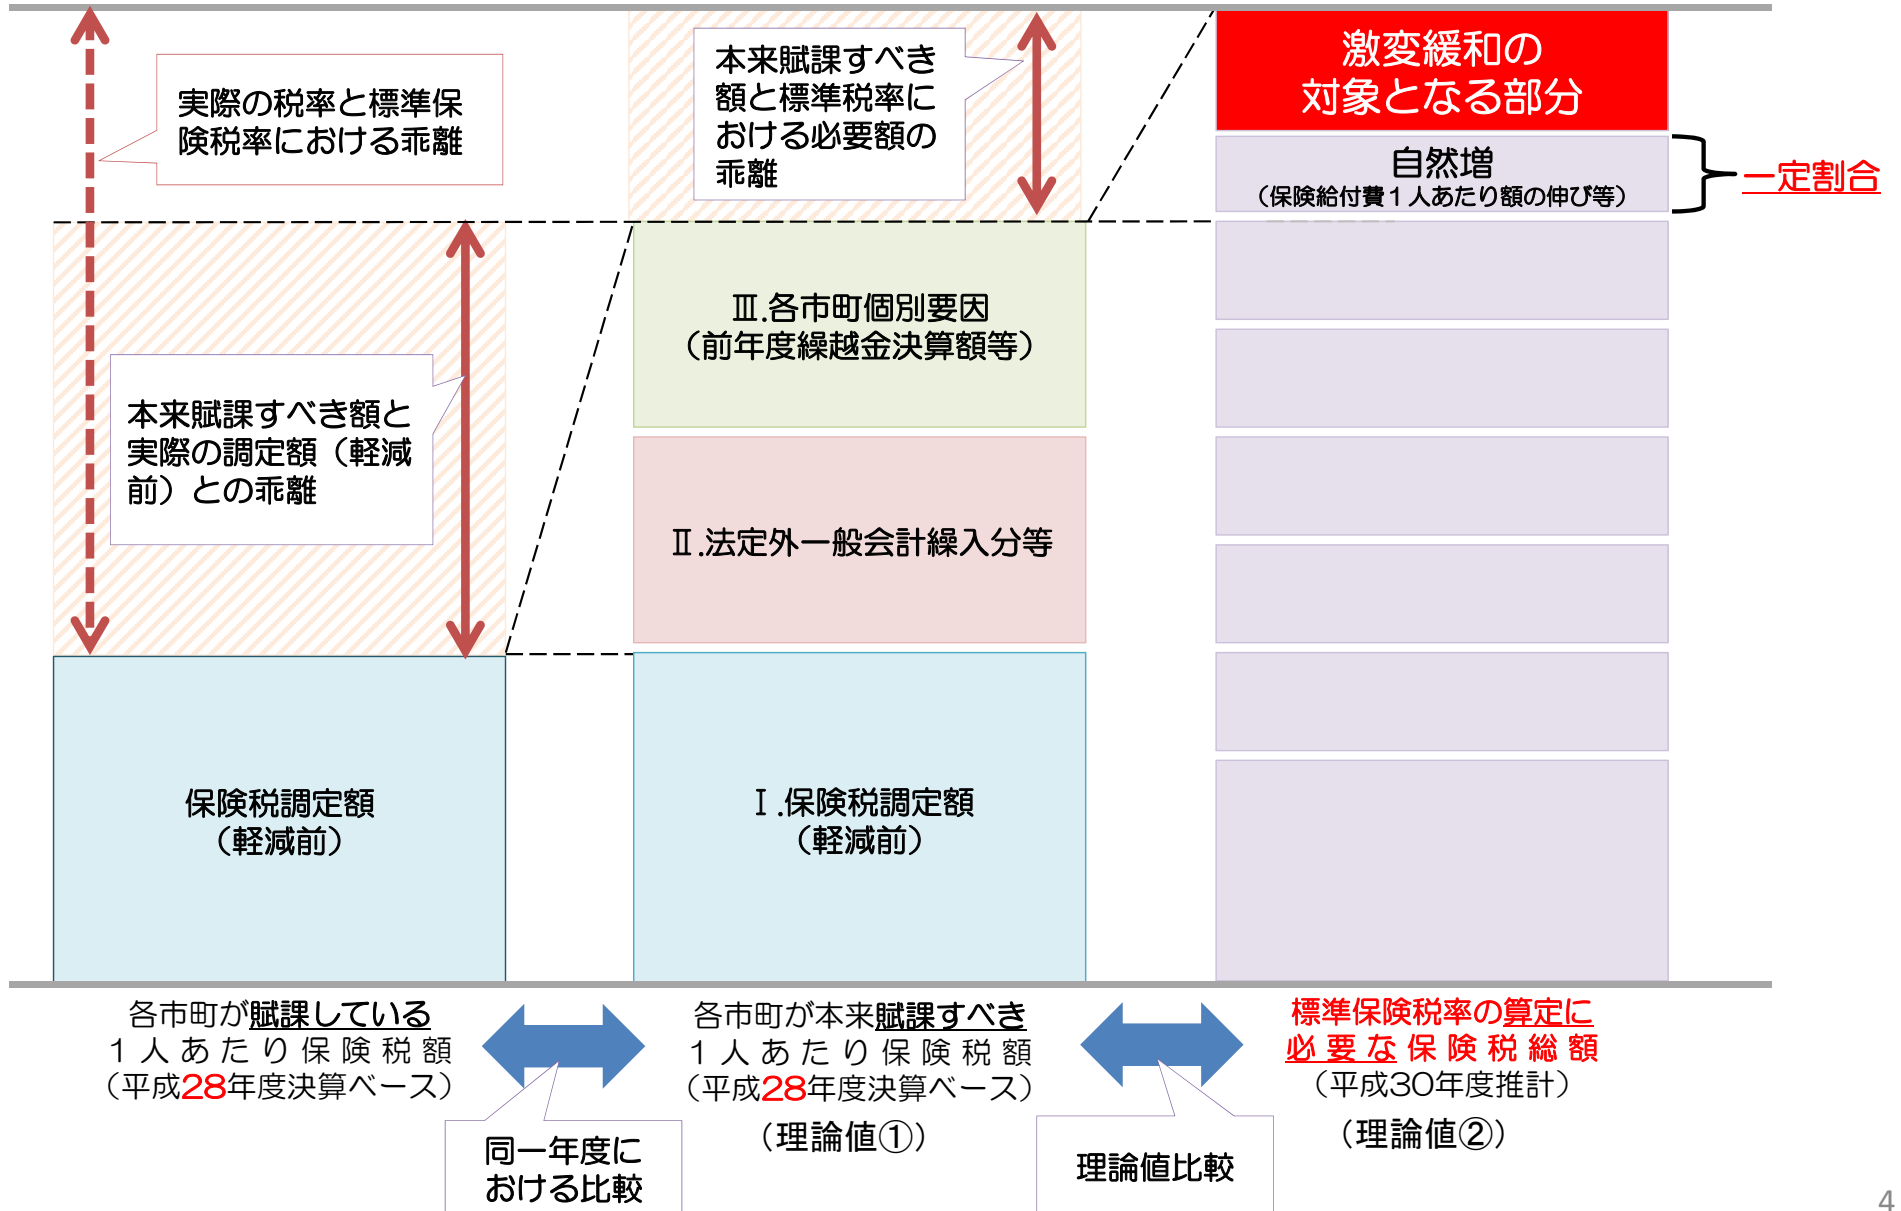 実際の税率と標準保
険税率における乖離
本来賦課すべき
額と標準税率に
おける必要額の
乖離
激変緩和の
対象となる部分
自然増
（保険給付費１人あたり額の伸び等）
一定割合
本来賦課すべき額と
実際の調定額（軽減
前）との乖離
Ⅲ.各市町個別要因
（前年度繰越金決算額等）
Ⅱ.法定外一般会計繰入分等
保険税調定額
（軽減前）
Ⅰ.保険税調定額
（軽減前）
各市町が賦課している
１人あたり保険税額
（平成28年度決算ベース）
各市町が本来賦課すべき
１人あたり保険税額
（平成28年度決算ベース）
（理論値①）
標準保険税率の算定に
必要な保険税総額
（平成30年度推計）
（理論値②）
同一年度に
おける比較
理論値比較
4